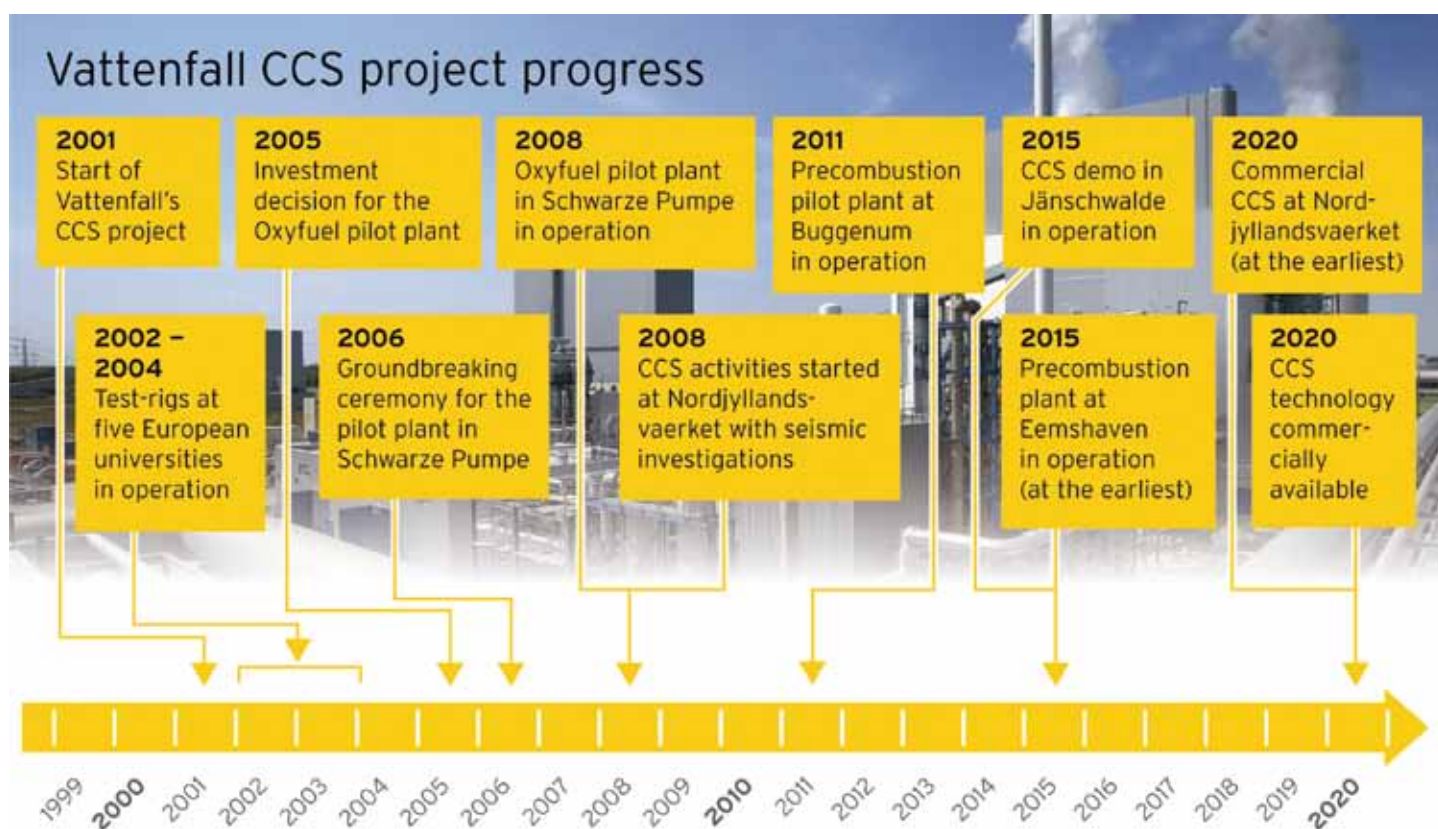 Vattenfall CCS project progress
2001
Start of
Vattenfall's
CCS project
2005
Investment
decision for the
Oxyfuel pilot plant
2008
Oxyfuel pilot plant
in Schwarze Pumpe
in operation
2011
Precombustion
pilot plant at
Buggenum
in operation
2015
CCS demo in
Jänschwalde
in operation
2020
Commercial
CCS at Nord-
jyllandsvaerket
(at the earliest)
2002 –
2004
Test-rigs at
five European
universities
in operation
2006
Groundbreaking
ceremony for the
pilot plant in
Schwarze Pumpe
2008
CCS activities started
at Nordjyllands-
vaerket with seismic
investigations
2015
Precombustion
plant at
Eemshaven
in operation
(at the earliest)
2020
CCS
technology
commer-
cially
available
1999 2000 2001 2002 2003 2004 2005 2006 2007 2008 2009 2010 2011 2012 2013 2014 2015 2016 2017 2018 2019 2020